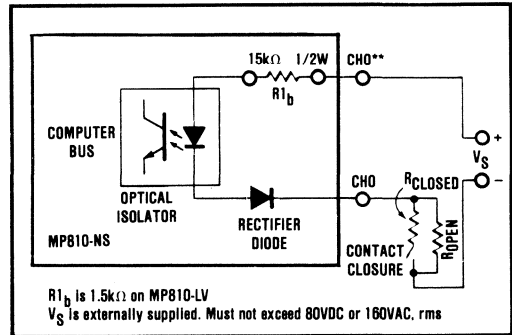 15kΩ 1/2W CHO**
R1b
COMPUTER
BUS
OPTICAL
ISOLATOR
RECTIFIER
DIODE
MP810-NS
CHO
+
VS
−
RCLOSED
ROPEN
CONTACT
CLOSURE
R1b is 1.5kΩ on MP810-LV
VS is externally supplied. Must not exceed 80VDC or 160VAC, rms